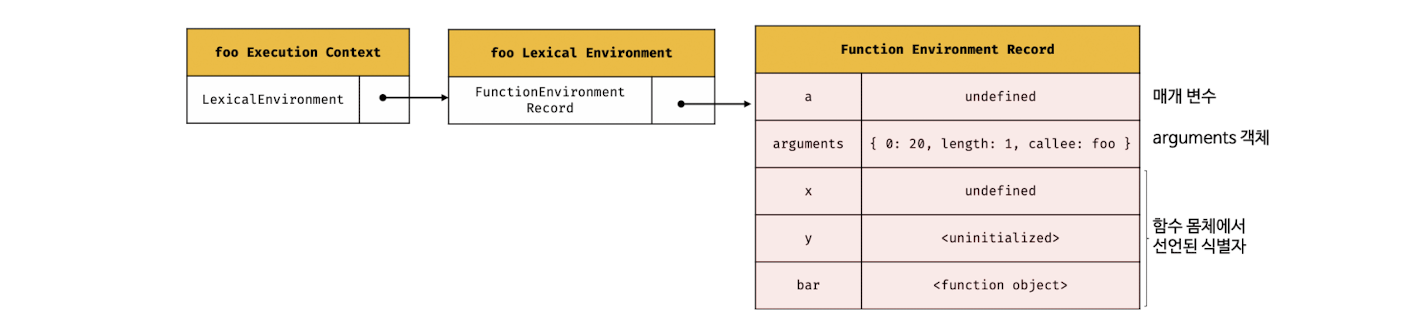 foo Execution Context
LexicalEnvironment
foo Lexical Environment
FunctionEnvironment
Record
Function Environment Record
a undefined
매개 변수
arguments { 0: 20, length: 1, callee: foo }
arguments 객체
x undefined
y <uninitialized>
bar <function object>
함수 몸체에서
선언된 식별자